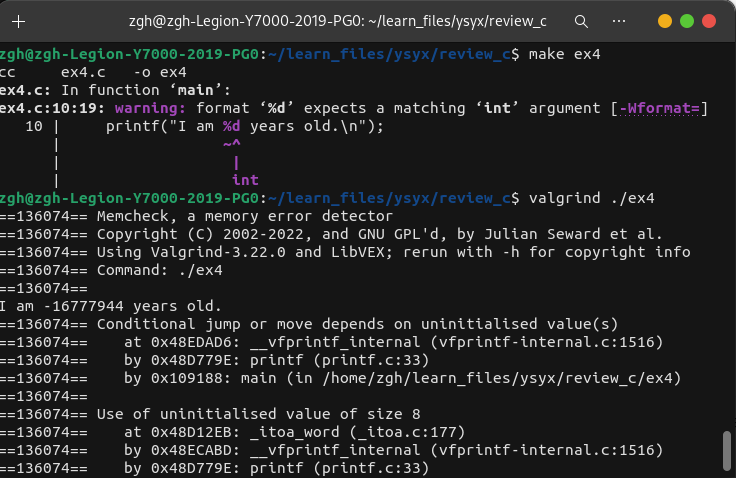 zgh@zgh-Legion-Y7000-2019-PG0: ~/learn_files/ysyx/review_c
zgh@zgh-Legion-Y7000-2019-PG0:~/learn_files/ysyx/review_c$ make ex4
cc     ex4.c   -o ex4
ex4.c: In function ‘main’:
ex4.c:10:19: warning: format ‘%d’ expects a matching ‘int’ argument [-Wformat=]
   10 |     printf("I am %d years old.\n");
      |                  ~^
      |                   |
      |                   int
zgh@zgh-Legion-Y7000-2019-PG0:~/learn_files/ysyx/review_c$ valgrind ./ex4
==136074== Memcheck, a memory error detector
==136074== Copyright (C) 2002-2022, and GNU GPL'd, by Julian Seward et al.
==136074== Using Valgrind-3.22.0 and LibVEX; rerun with -h for copyright info
==136074== Command: ./ex4
==136074==
I am -16777944 years old.
==136074== Conditional jump or move depends on uninitialised value(s)
==136074==    at 0x48EDAD6: __vfprintf_internal (vfprintf-internal.c:1516)
==136074==    by 0x48D779E: printf (printf.c:33)
==136074==    by 0x109188: main (in /home/zgh/learn_files/ysyx/review_c/ex4)
==136074==
==136074== Use of uninitialised value of size 8
==136074==    at 0x48D12EB: _itoa_word (_itoa.c:177)
==136074==    by 0x48ECABD: __vfprintf_internal (vfprintf-internal.c:1516)
==136074==    by 0x48D779E: printf (printf.c:33)